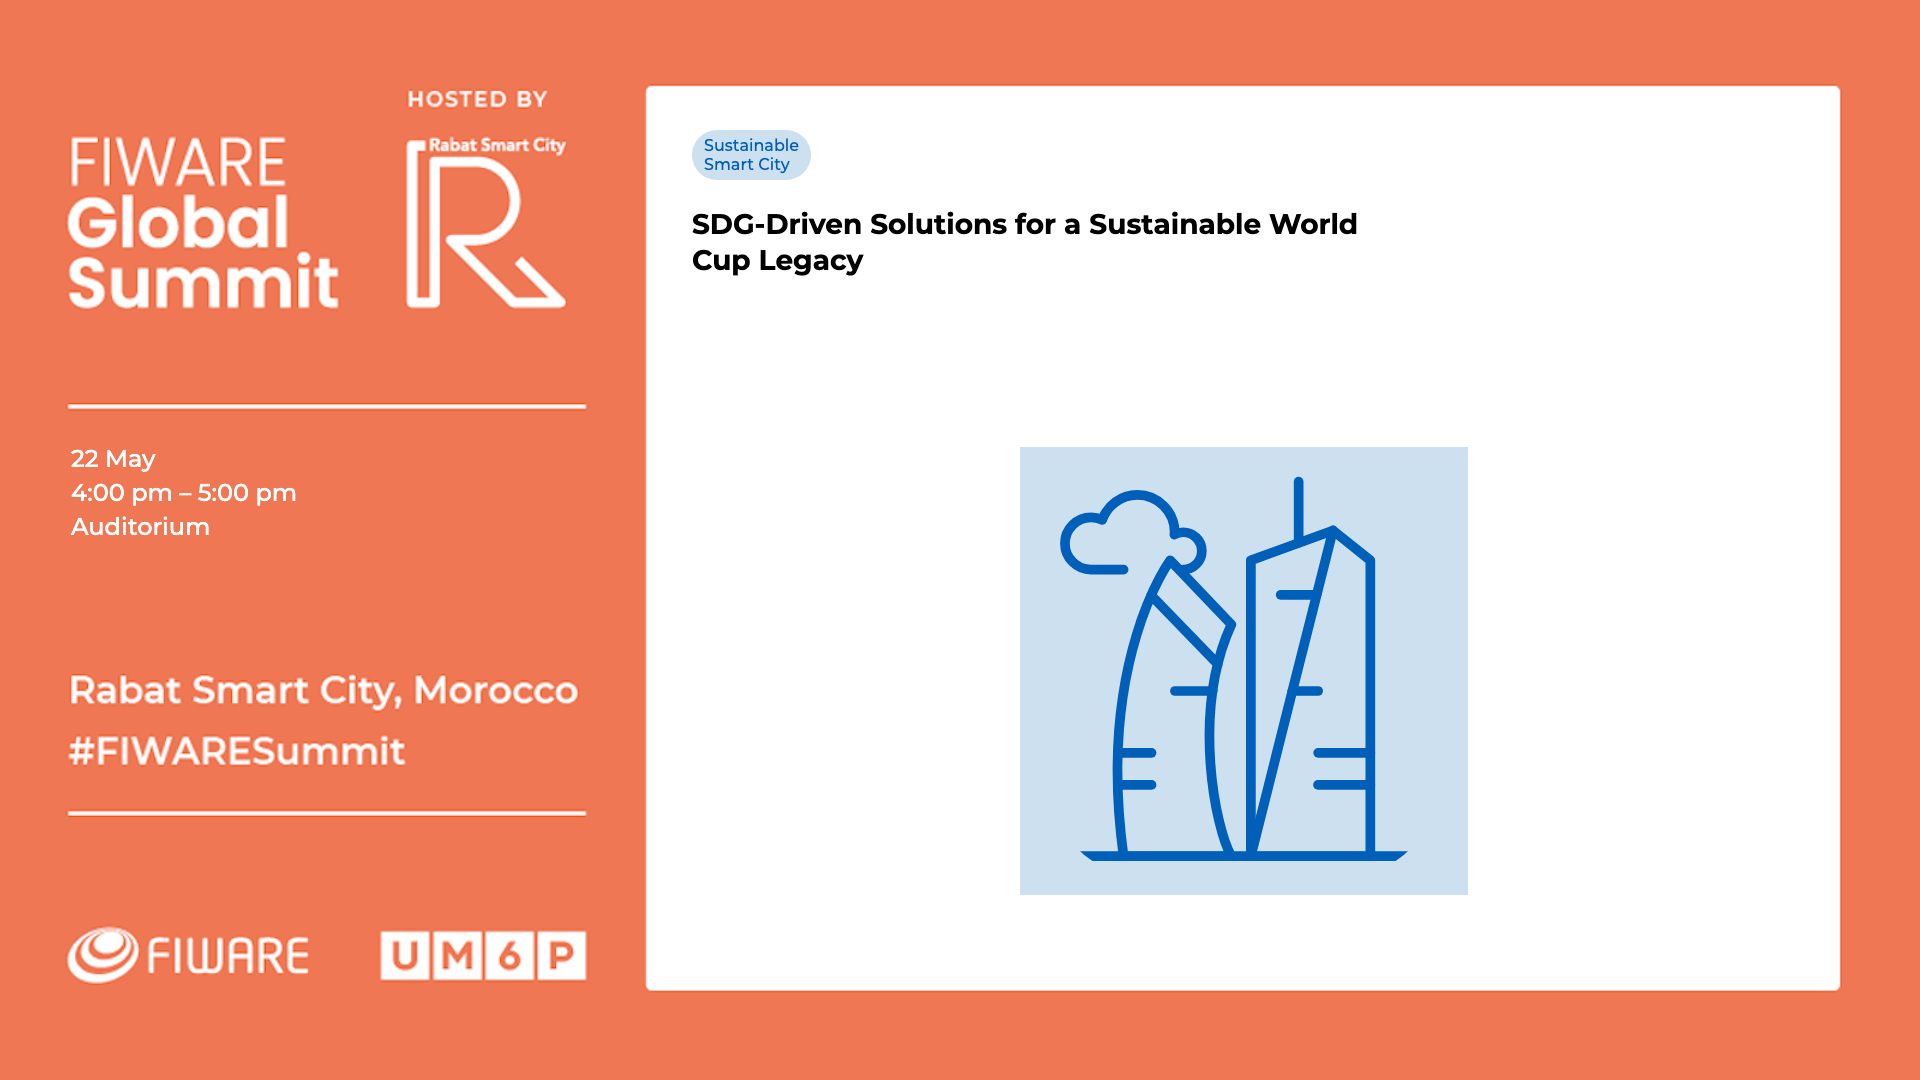 HOSTED BY
FIWARE
Global
Summit
Rabat Smart City
R
22 May
4:00 pm – 5:00 pm
Auditorium
Rabat Smart City, Morocco
#FIWARESummit
FIWARE
UM6P
Sustainable
Smart City
SDG-Driven Solutions for a Sustainable World
Cup Legacy